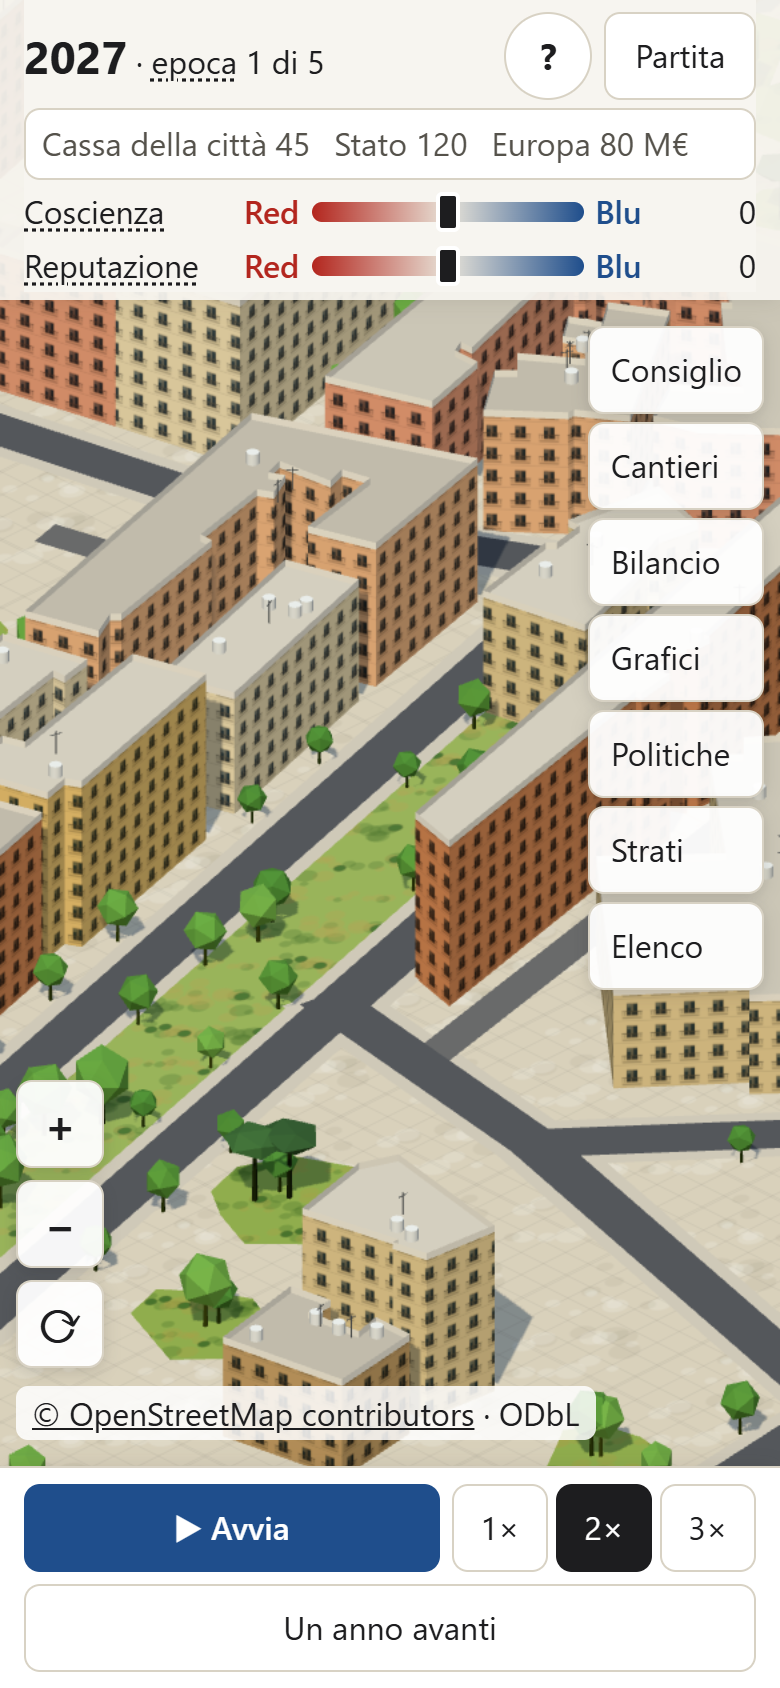 2027 · epoca 1 di 5
?
Partita
Cassa della città 45 Stato 120 Europa 80 M€
Coscienza Red Blu 0
Reputazione Red Blu 0
Consiglio
Cantieri
Bilancio
Grafici
Politiche
Strati
Elenco
+
−
© OpenStreetMap contributors · ODbL
▶ Avvia
1×
2×
3×
Un anno avanti